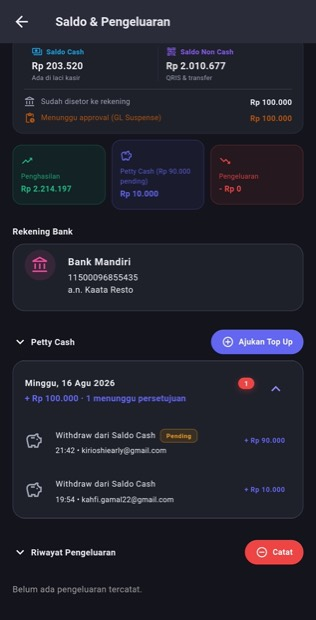 Saldo & Pengeluaran
Saldo Cash
Rp 203.520
Ada di laci kasir
Saldo Non Cash
Rp 2.010.677
QRIS & transfer
Sudah disetor ke rekening
Rp 100.000
Menunggu approval (GL Suspense)
Rp 100.000
Penghasilan
Rp 2.214.197
Petty Cash (Rp 90.000
pending)
Rp 10.000
Pengeluaran
- Rp 0
Rekening Bank
Bank Mandiri
11500096855435
a.n. Kaata Resto
Petty Cash
Ajukan Top Up
Minggu, 16 Agu 2026
+ Rp 100.000 · 1 menunggu persetujuan
1
Withdraw dari Saldo Cash
Pending
21:42 • kirioshiearly@gmail.com
+ Rp 90.000
Withdraw dari Saldo Cash
19:54 • kahfi.gamal22@gmail.com
+ Rp 10.000
Riwayat Pengeluaran
Catat
Belum ada pengeluaran tercatat.